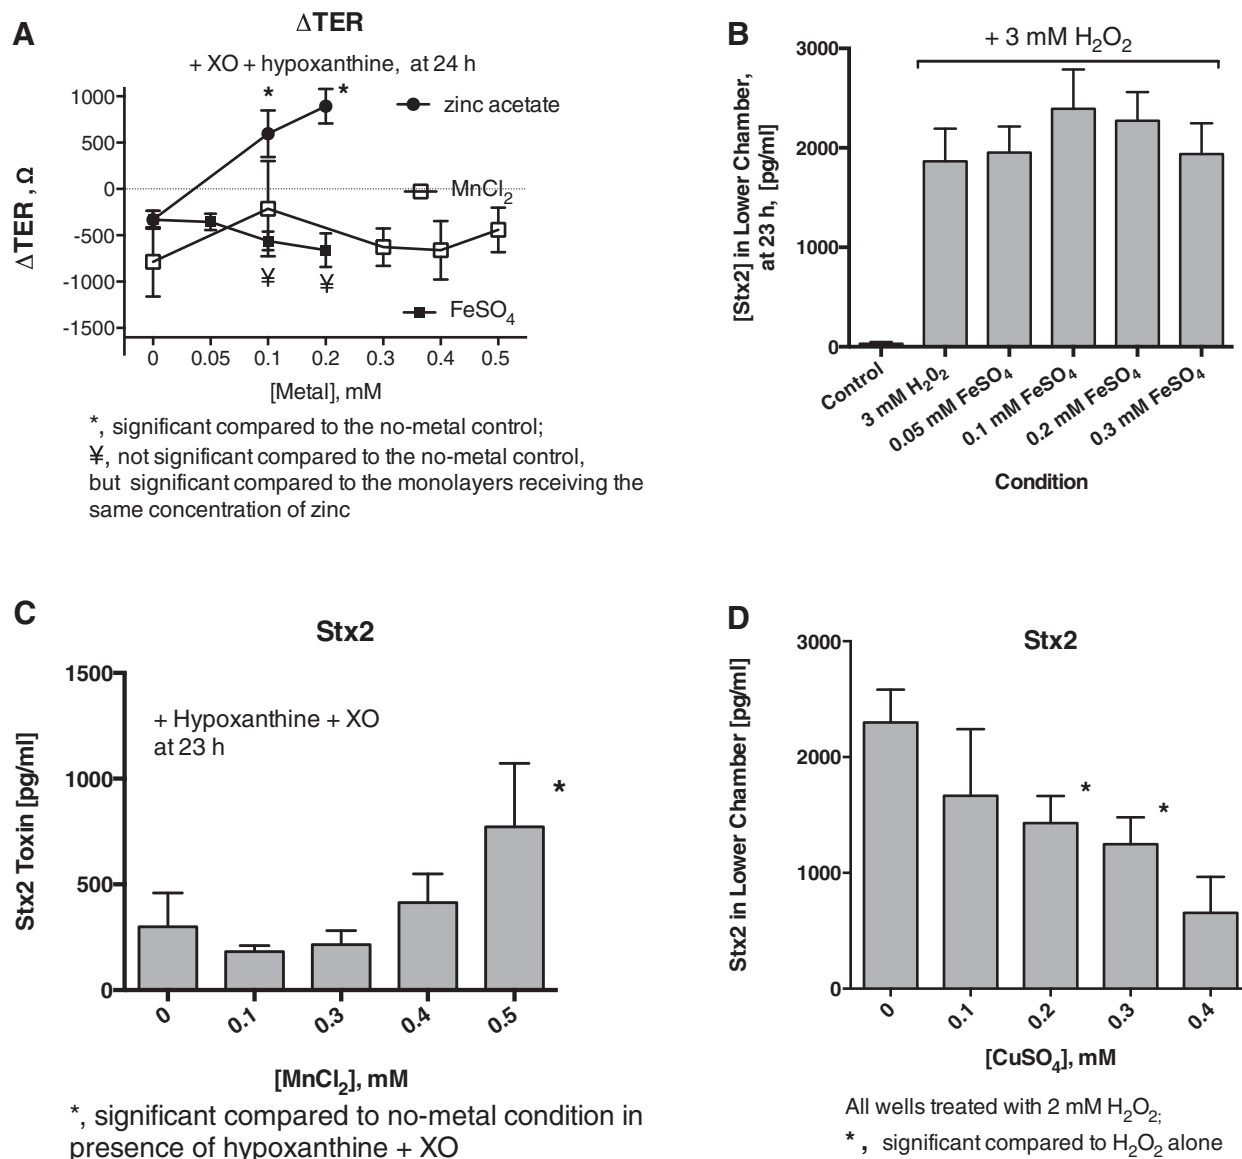 A
ΔTER
+ XO + hypoxanthine, at 24 h
* *
zinc acetate
MnCl2
FeSO4
¥ ¥
ΔTER , Ω
1000
500
0
-500
-1000
-1500
0 0.05 0.1 0.2 0.3 0.4 0.5
[Metal], mM
*, significant compared to the no-metal control;
¥, not significant compared to the no-metal control,
but significant compared to the monolayers receiving the
same concentration of zinc
B
+ 3 mM H2O2
[Stx2] in Lower Chamber,
at 23 h, [pg/ml]
3000
2000
1000
0
Control
3 mM H2O2
0.05 mM FeSO4
0.1 mM FeSO4
0.2 mM FeSO4
0.3 mM FeSO4
Condition
C
Stx2
+ Hypoxanthine + XO
at 23 h
Stx2 Toxin [pg/ml]
1500
1000
500
0
*
0 0.1 0.3 0.4 0.5
[MnCl2], mM
*, significant compared to no-metal condition in
presence of hypoxanthine + XO
D
Stx2
Stx2 in Lower Chamber [pg/ml]
3000
2000
1000
0
* *
0 0.1 0.2 0.3 0.4
[CuSO4], mM
All wells treated with 2 mM H2O2;
* , significant compared to H2O2 alone